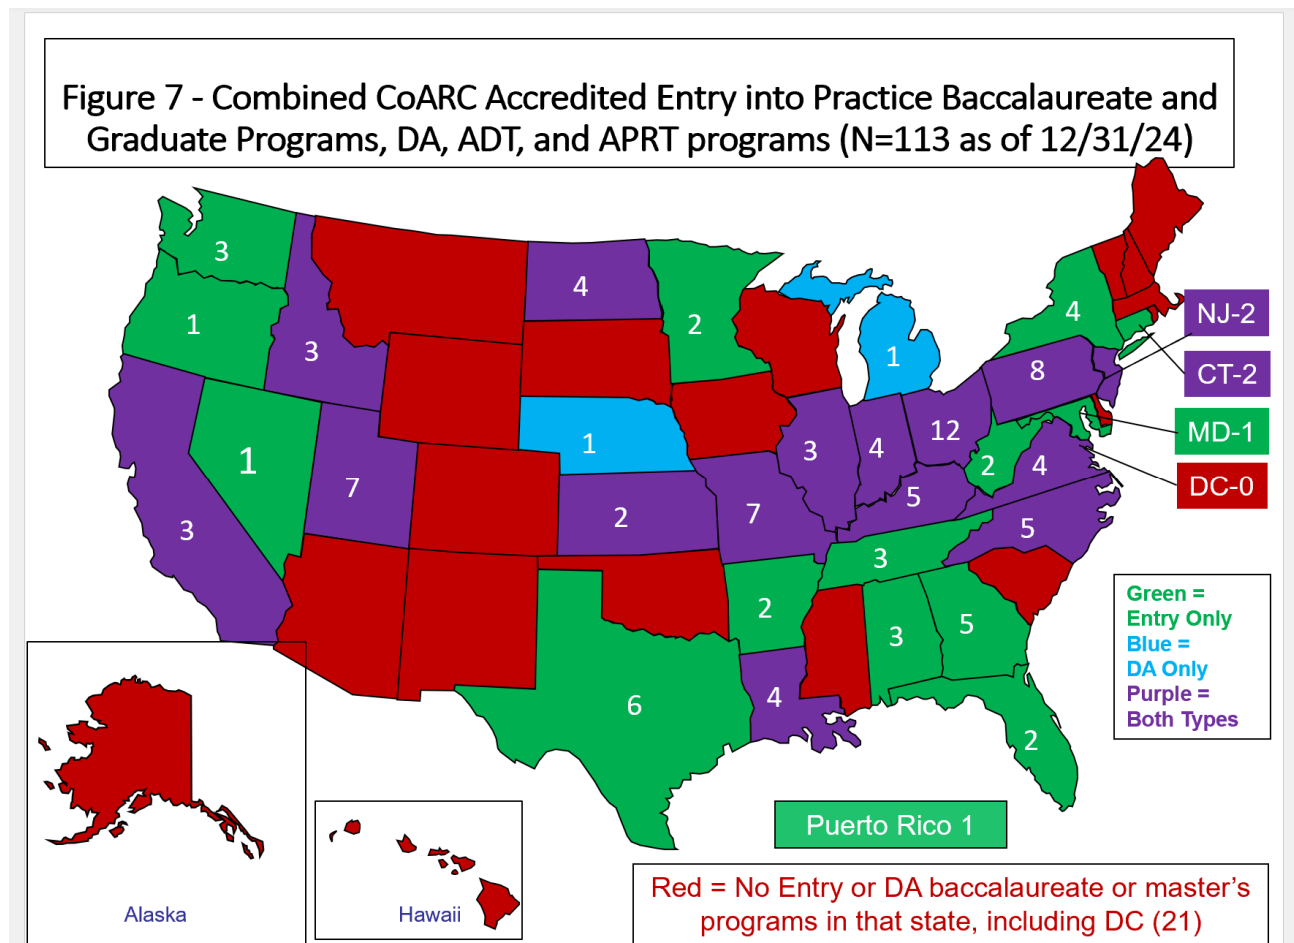 Figure 7 - Combined CoARC Accredited Entry into Practice Baccalaureate and
Graduate Programs, DA, ADT, and APRT programs (N=113 as of 12/31/24)
3
4
1
2
4
NJ-2
3
1
8
CT-2
1
1
12
MD-1
3
4
2
4
7
5
DC-0
2
7
3
5
3
2
3
5
Green =
Entry Only
Blue =
DA Only
Purple =
Both Types
4
6
2
Puerto Rico 1
Alaska
Hawaii
Red = No Entry or DA baccalaureate or master’s
programs in that state, including DC (21)